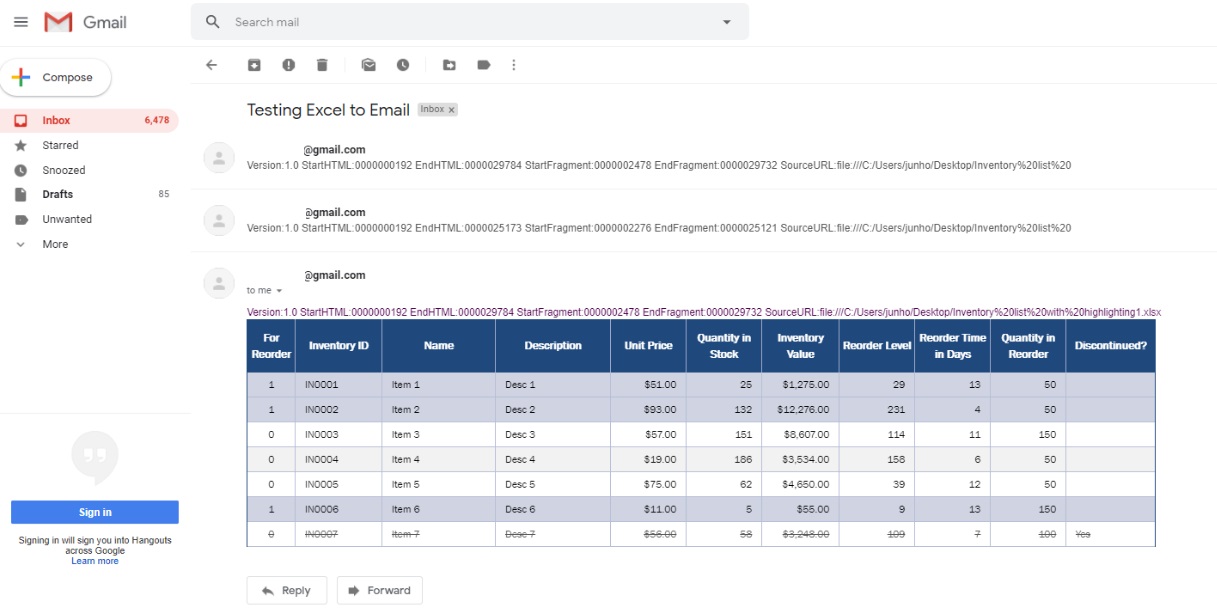 Gmail
Search mail
Compose
Inbox 6,478
Starred
Snoozed
Drafts 85
Unwanted
More
Testing Excel to Email Inbox x
@gmail.com
Version:1.0 StartHTML:0000000192 EndHTML:0000029784 StartFragment:0000002478 EndFragment:0000029732 SourceURL:file:///C:/Users/junho/Desktop/Inventory%20list%20
@gmail.com
Version:1.0 StartHTML:0000000192 EndHTML:0000025173 StartFragment:0000002276 EndFragment:0000025121 SourceURL:file:///C:/Users/junho/Desktop/Inventory%20list%20
@gmail.com
to me
Version:1.0 StartHTML:0000000192 EndHTML:0000029784 StartFragment:0000002478 EndFragment:0000029732 SourceURL:file:///C:/Users/junho/Desktop/Inventory%20list%20with%20highlighting1.xlsx
For Reorder Inventory ID Name Description Unit Price Quantity in Stock Inventory Value Reorder Level Reorder Time in Days Quantity in Reorder Discontinued?
1 IN0001 Item 1 Desc 1 $51.00 25 $1,275.00 29 13 50
1 IN0002 Item 2 Desc 2 $93.00 132 $12,276.00 231 4 50
0 IN0003 Item 3 Desc 3 $57.00 151 $8,607.00 114 11 150
0 IN0004 Item 4 Desc 4 $19.00 186 $3,534.00 158 6 50
0 IN0005 Item 5 Desc 5 $75.00 62 $4,650.00 39 12 50
1 IN0006 Item 6 Desc 6 $11.00 5 $55.00 9 13 150
0 IN0007 Item 7 Desc 7 $56.00 58 $3,248.00 109 7 100 Yes
Reply
Forward
Sign in
Signing in will sign you into Hangouts
across Google
Learn more